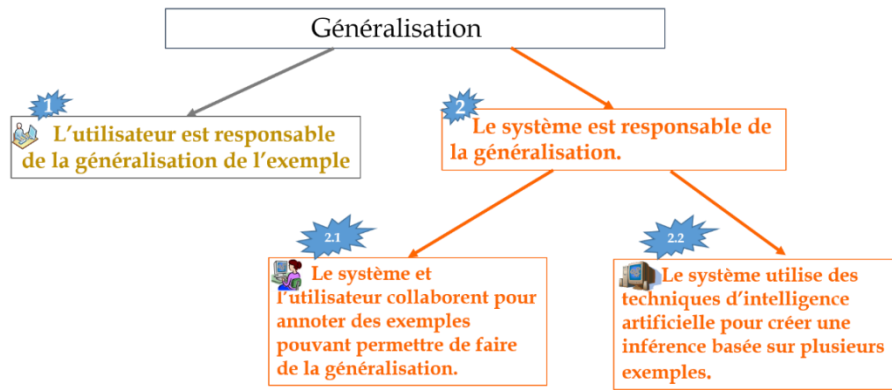 Généralisation
1
L'utilisateur est responsable
de la généralisation de l'exemple
2
Le système est responsable de
la généralisation.
2.1
Le système et
l'utilisateur collaborent pour
annoter des exemples
pouvant permettre de faire
de la généralisation.
2.2
Le système utilise des
techniques d'intelligence
artificielle pour créer une
inférence basée sur plusieurs
exemples.